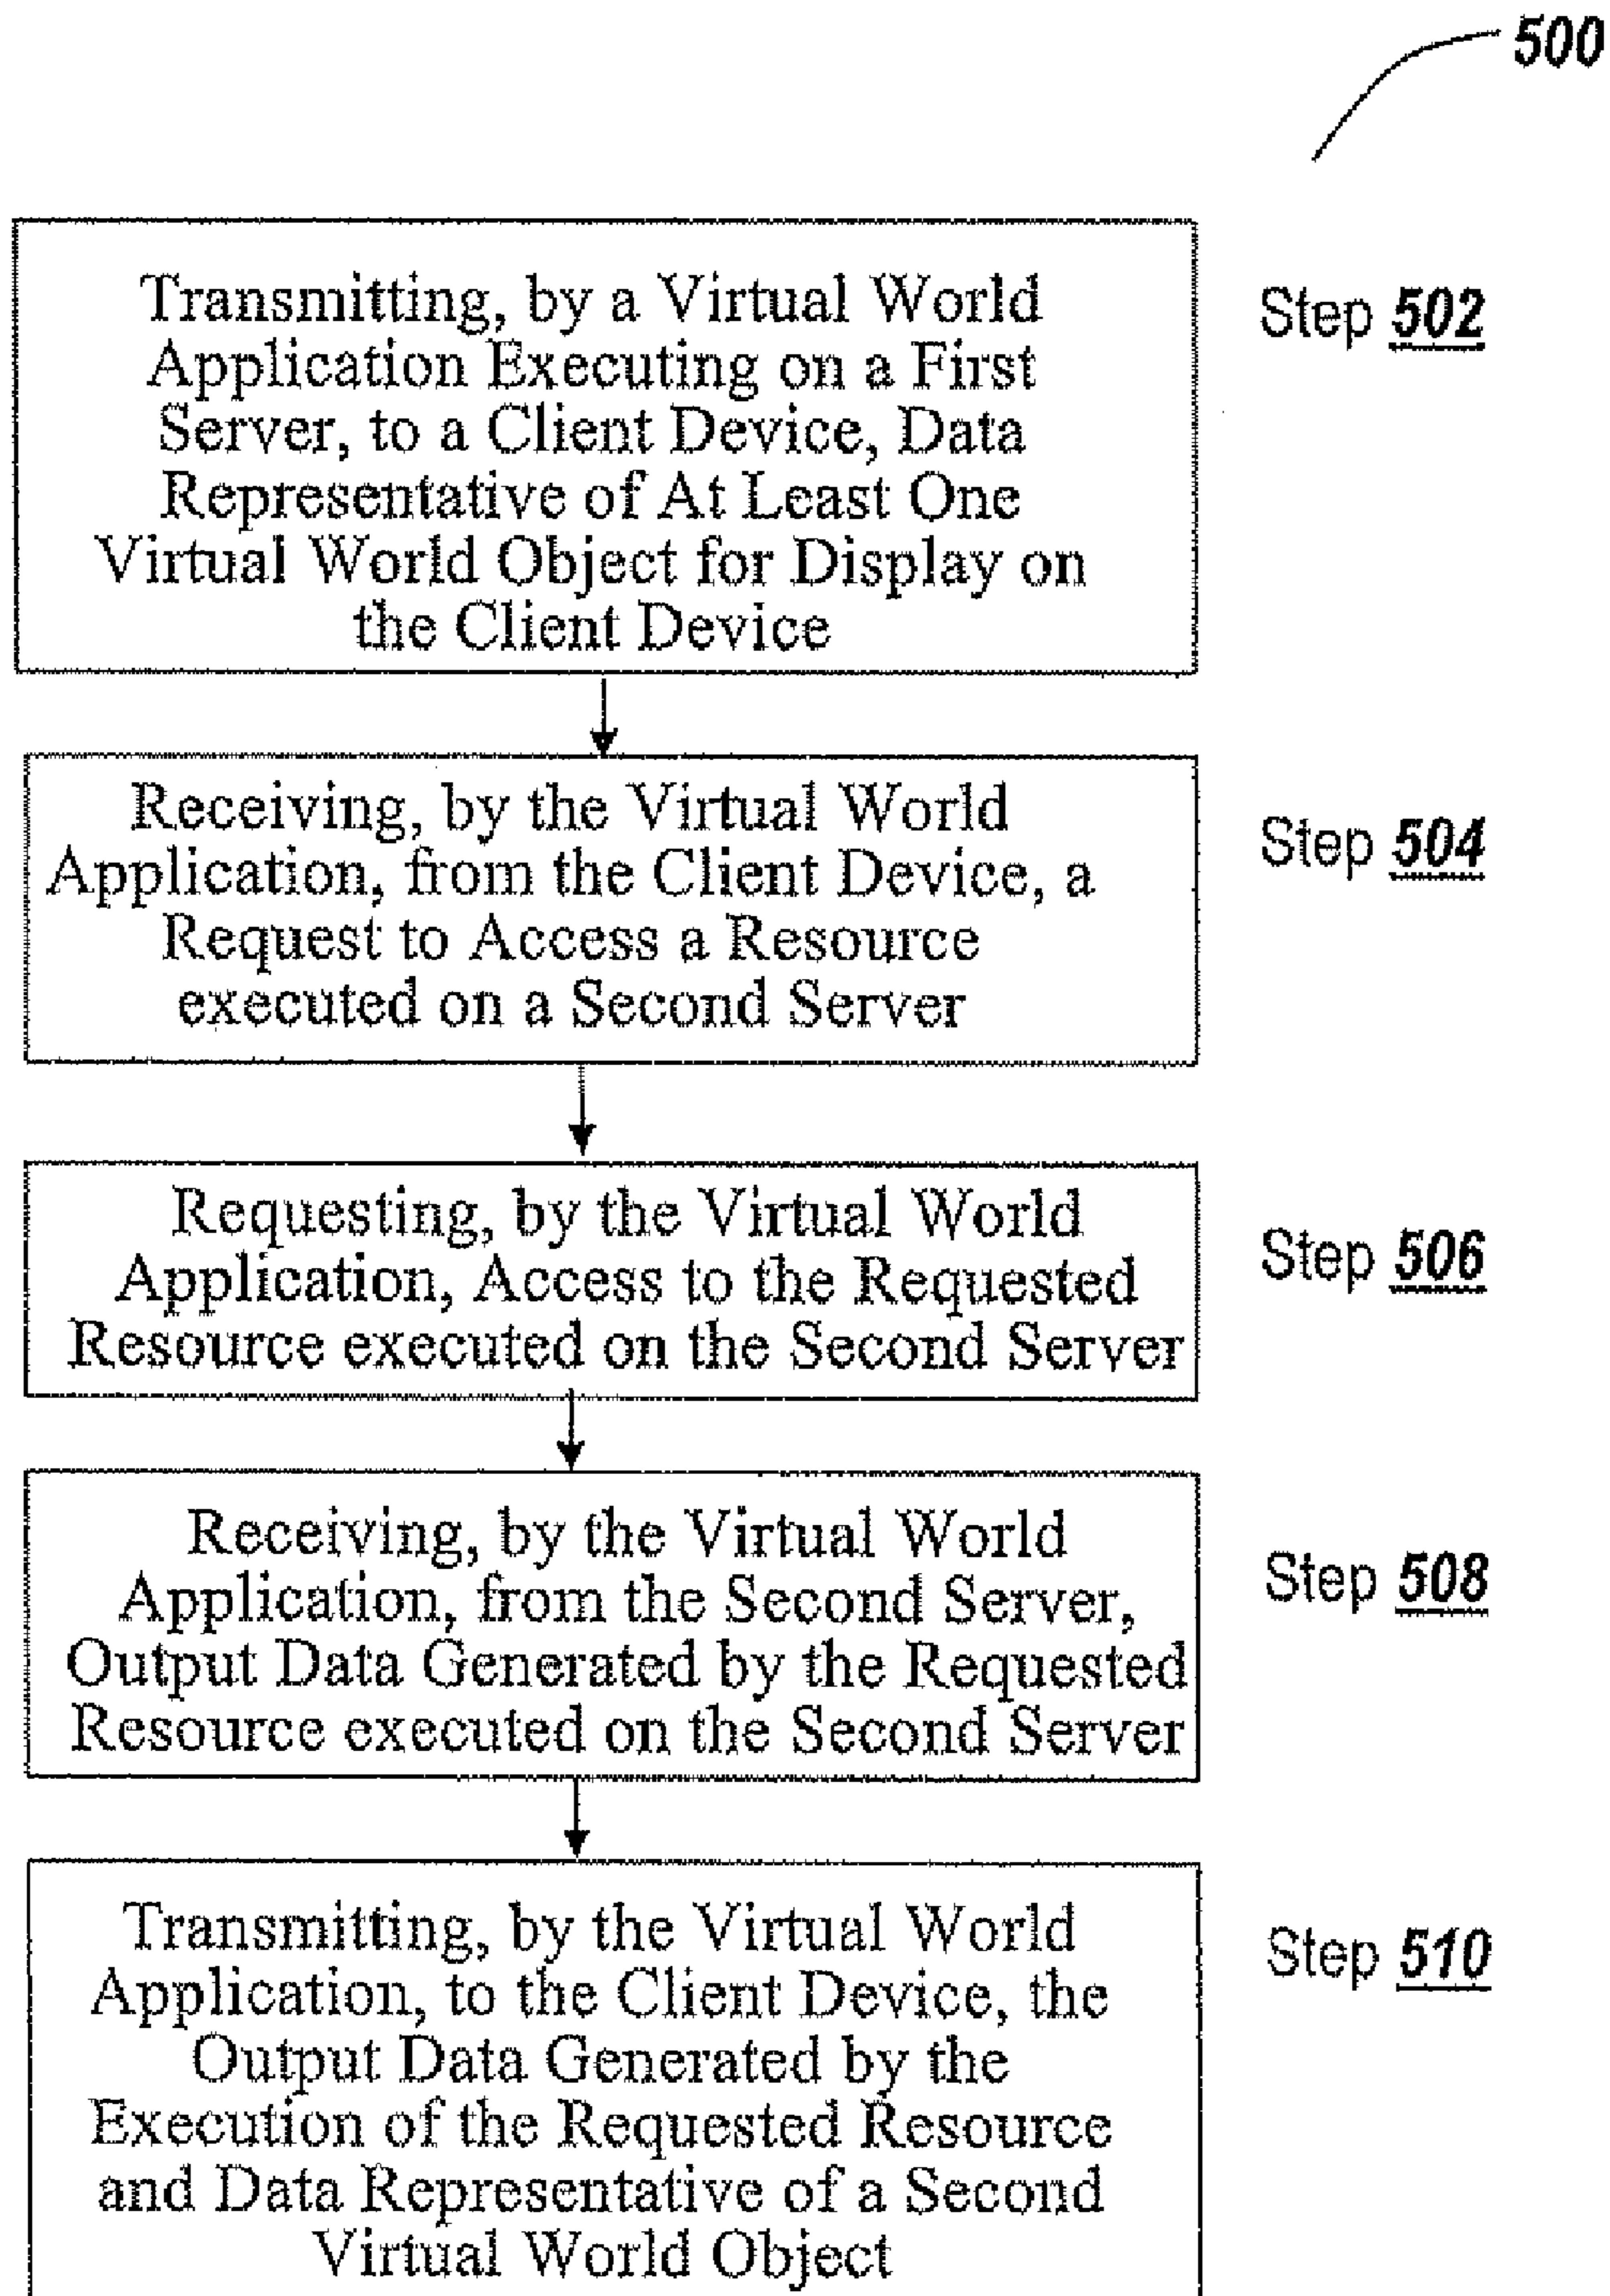 500
Transmitting, by a Virtual World
Application Executing on a First
Server, to a Client Device, Data
Representative of At Least One
Virtual World Object for Display on
the Client Device
Step 502
Receiving, by the Virtual World
Application, from the Client Device, a
Request to Access a Resource
executed on a Second Server
Step 504
Requesting, by the Virtual World
Application, Access to the Requested
Resource executed on the Second Server
Step 506
Receiving, by the Virtual World
Application, from the Second Server,
Output Data Generated by the Requested
Resource executed on the Second Server
Step 508
Transmitting, by the Virtual World
Application, to the Client Device, the
Output Data Generated by the
Execution of the Requested Resource
and Data Representative of a Second
Virtual World Object
Step 510